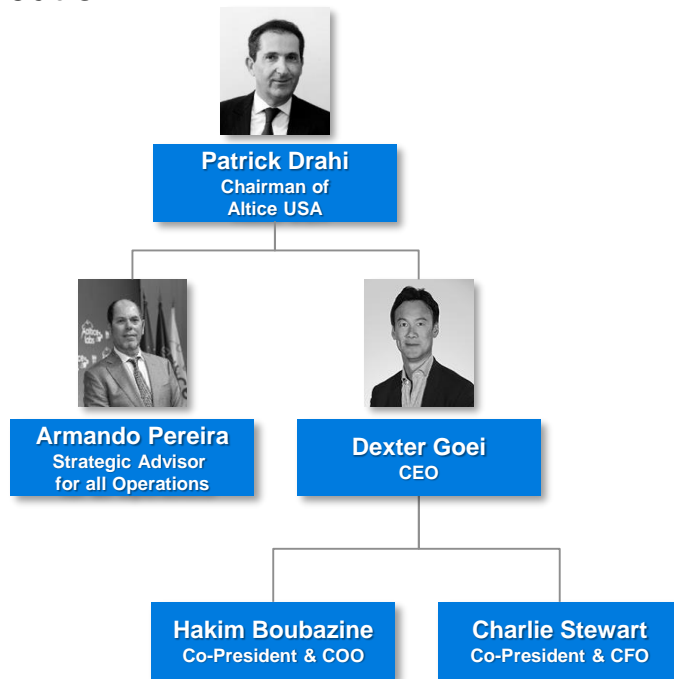 Patrick Drahi
Chairman of
Altice USA
Armando Pereira
Strategic Advisor
for all Operations
Dexter Goei
CEO
Hakim Boubazine
Co-President & COO
Charlie Stewart
Co-President & CFO